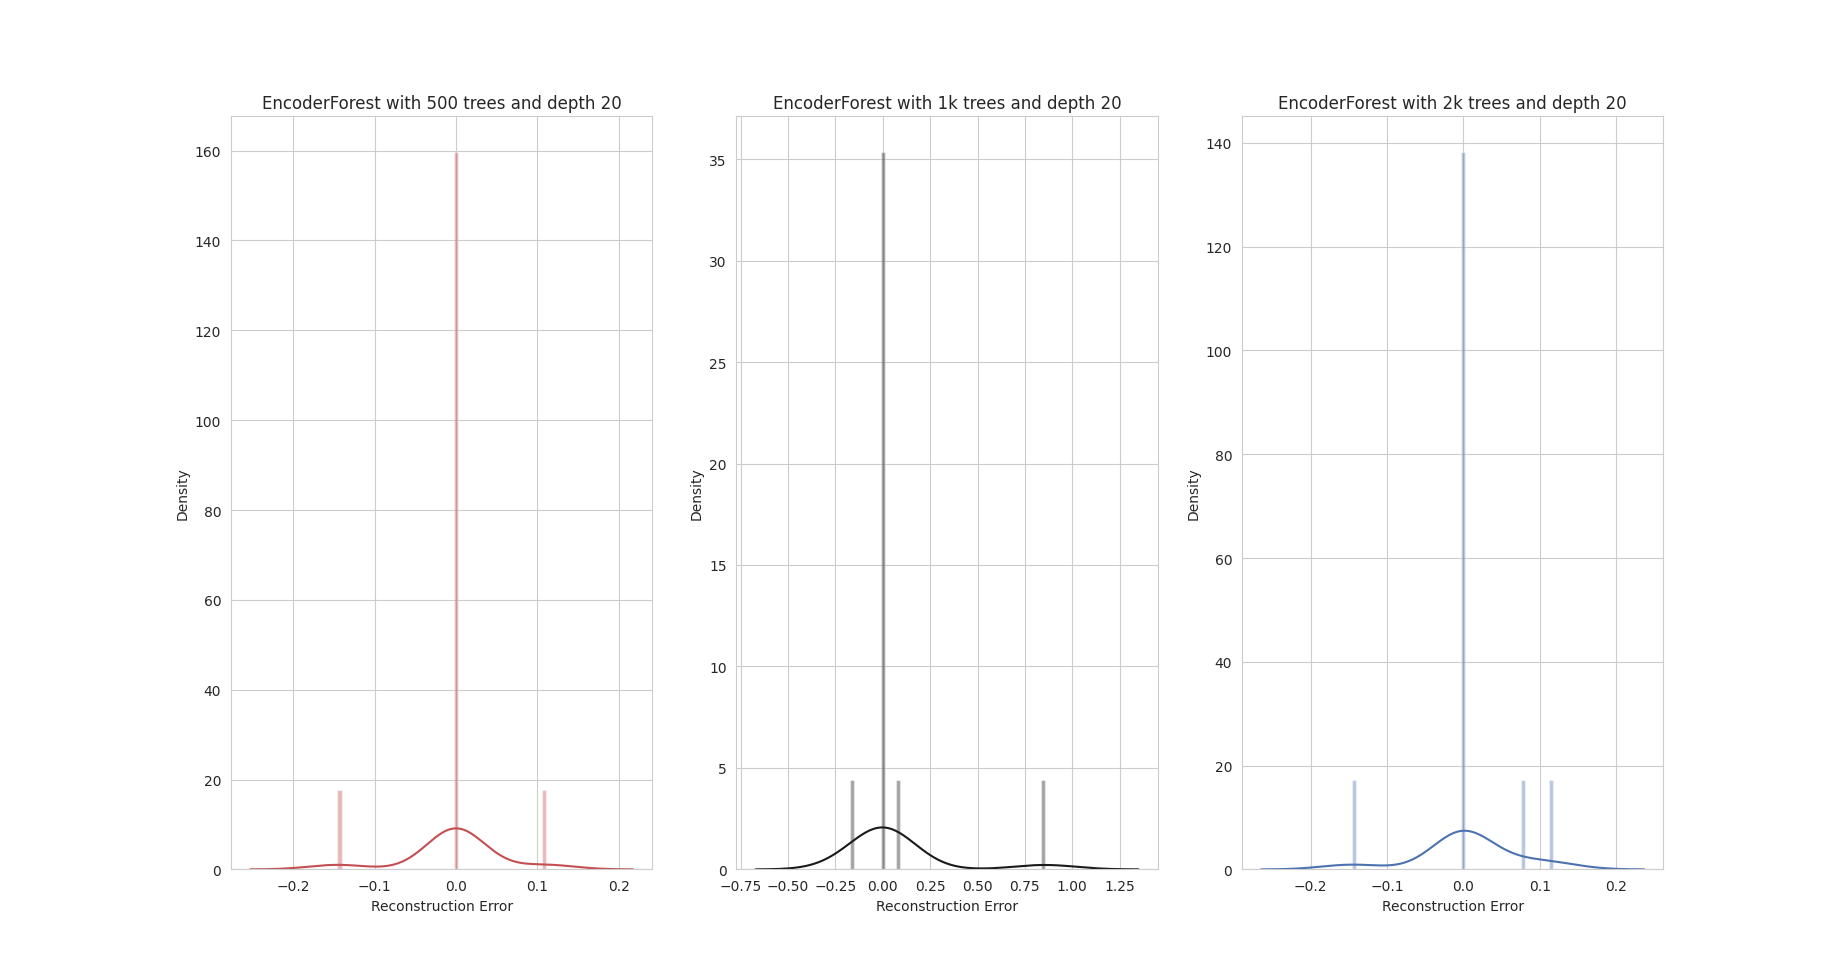 EncoderForest with 500 trees and depth 20
160
140
120
100
80
60
40
20
0
Density
−0.2 −0.1 0.0 0.1 0.2
Reconstruction Error
EncoderForest with 1k trees and depth 20
35
30
25
20
15
10
5
0
Density
−0.75 −0.50 −0.25 0.00 0.25 0.50 0.75 1.00 1.25
Reconstruction Error
EncoderForest with 2k trees and depth 20
140
120
100
80
60
40
20
0
Density
−0.2 −0.1 0.0 0.1 0.2
Reconstruction Error